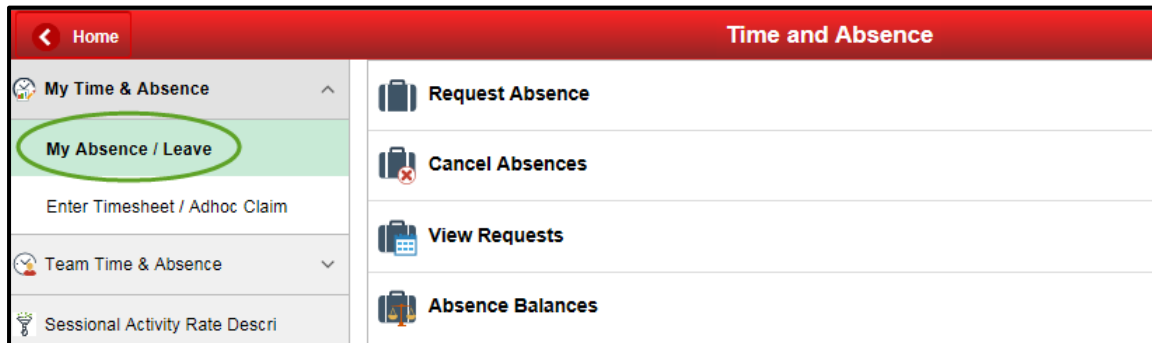 Home
Time and Absence
My Time & Absence
My Absence / Leave
Enter Timesheet / Adhoc Claim
Team Time & Absence
Sessional Activity Rate Descri
Request Absence
Cancel Absences
View Requests
Absence Balances